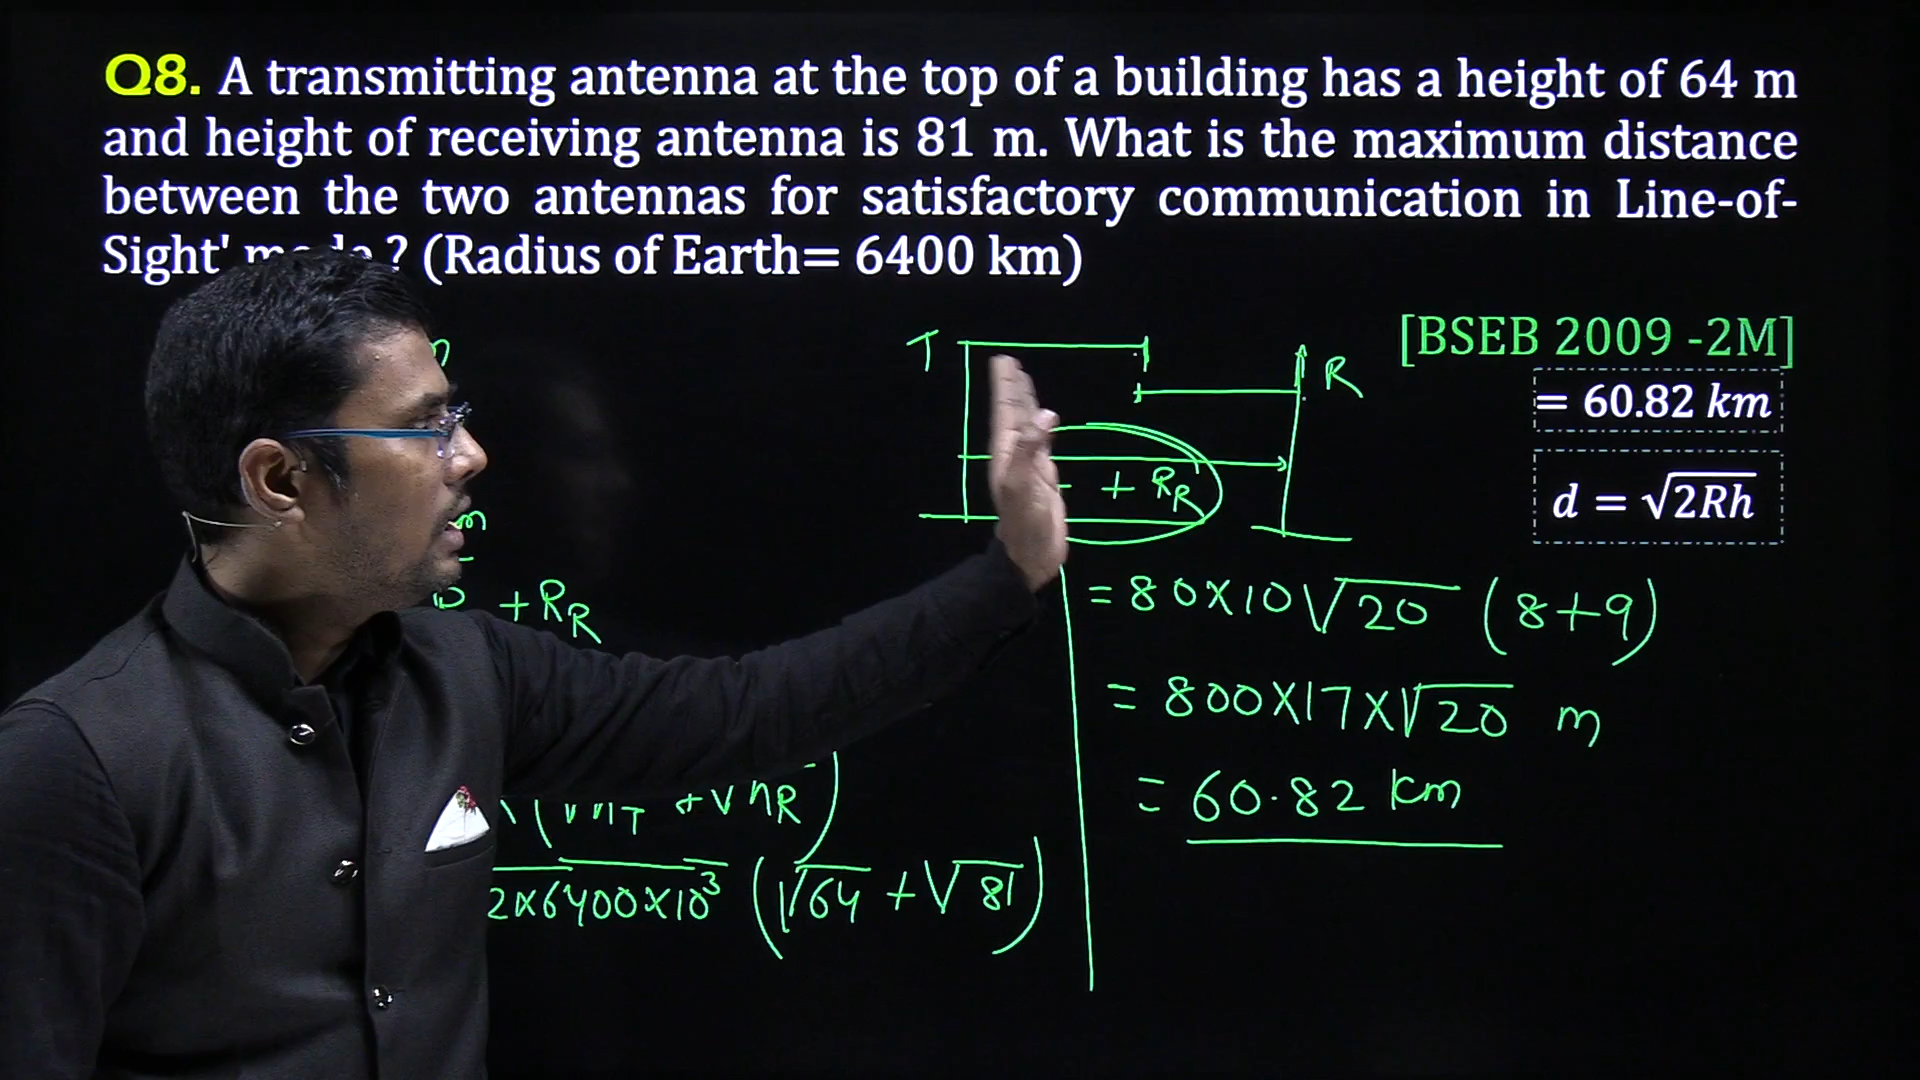 Q8. A transmitting antenna at the top of a building has a height of 64 m
and height of receiving antenna is 81 m. What is the maximum distance
between the two antennas for satisfactory communication in Line-of-
Sight' ? (Radius of Earth= 6400 km)
[BSEB 2009 -2M]
= 60.82 km
d = √2Rh
T
R
+ R_R
m
+ R_R
= 80×10√20 (8+9)
= 800×17×√20 m
= 60.82 km
+ √h_R)
2×6400×10³ (√64 + √81)